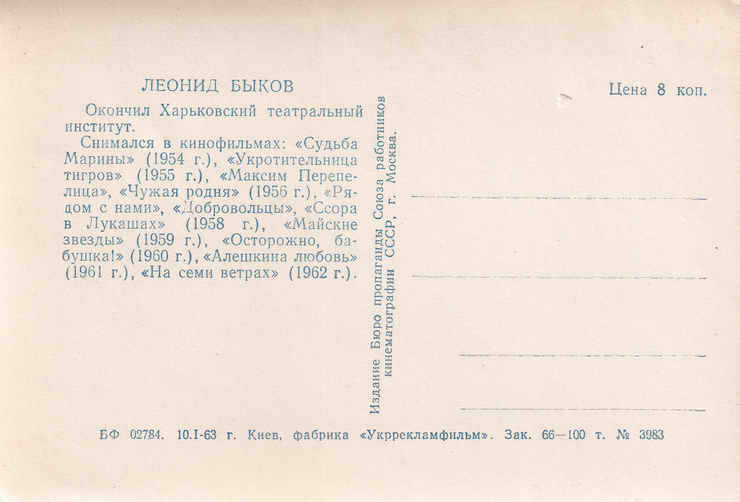 ЛЕОНИД БЫКОВ
Окончил Харьковский театральный
институт.
Снимался в кинофильмах: «Судьба
Марины» (1954 г.), «Укротительница
тигров» (1955 г.), «Максим Перепе-
лица», «Чужая родня» (1956 г.), «Ря-
дом с нами», «Добровольцы», «Ссора
в Лукашах» (1958 г.), «Майские
звезды» (1959 г.), «Осторожно, ба-
бушка!» (1960 г.), «Алешкина любовь»
(1961 г.), «На семи ветрах» (1962 г.).
Издание Бюро пропаганды Союза работников
кинематографии СССР, г. Москва.
Цена 8 коп.
БФ 02784. 10.I-63 г. Киев, фабрика «Укррекламфильм». Зак. 66—100 т. № 3983